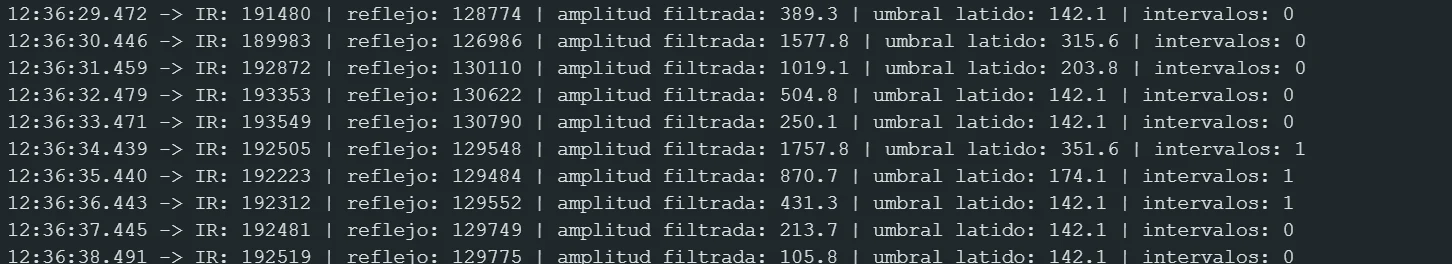 12:36:29.472 -> IR: 191480 | reflejo: 128774 | amplitud filtrada: 389.3 | umbral latido: 142.1 | intervalos: 0
12:36:30.446 -> IR: 189983 | reflejo: 126986 | amplitud filtrada: 1577.8 | umbral latido: 315.6 | intervalos: 0
12:36:31.459 -> IR: 192872 | reflejo: 130110 | amplitud filtrada: 1019.1 | umbral latido: 203.8 | intervalos: 0
12:36:32.479 -> IR: 193353 | reflejo: 130622 | amplitud filtrada: 504.8 | umbral latido: 142.1 | intervalos: 0
12:36:33.471 -> IR: 193549 | reflejo: 130790 | amplitud filtrada: 250.1 | umbral latido: 142.1 | intervalos: 0
12:36:34.439 -> IR: 192505 | reflejo: 129548 | amplitud filtrada: 1757.8 | umbral latido: 351.6 | intervalos: 1
12:36:35.440 -> IR: 192223 | reflejo: 129484 | amplitud filtrada: 870.7 | umbral latido: 174.1 | intervalos: 1
12:36:36.443 -> IR: 192312 | reflejo: 129552 | amplitud filtrada: 431.3 | umbral latido: 142.1 | intervalos: 1
12:36:37.445 -> IR: 192481 | reflejo: 129749 | amplitud filtrada: 213.7 | umbral latido: 142.1 | intervalos: 0
12:36:38.491 -> IR: 192519 | reflejo: 129775 | amplitud filtrada: 105.8 | umbral latido: 142.1 | intervalos: 0